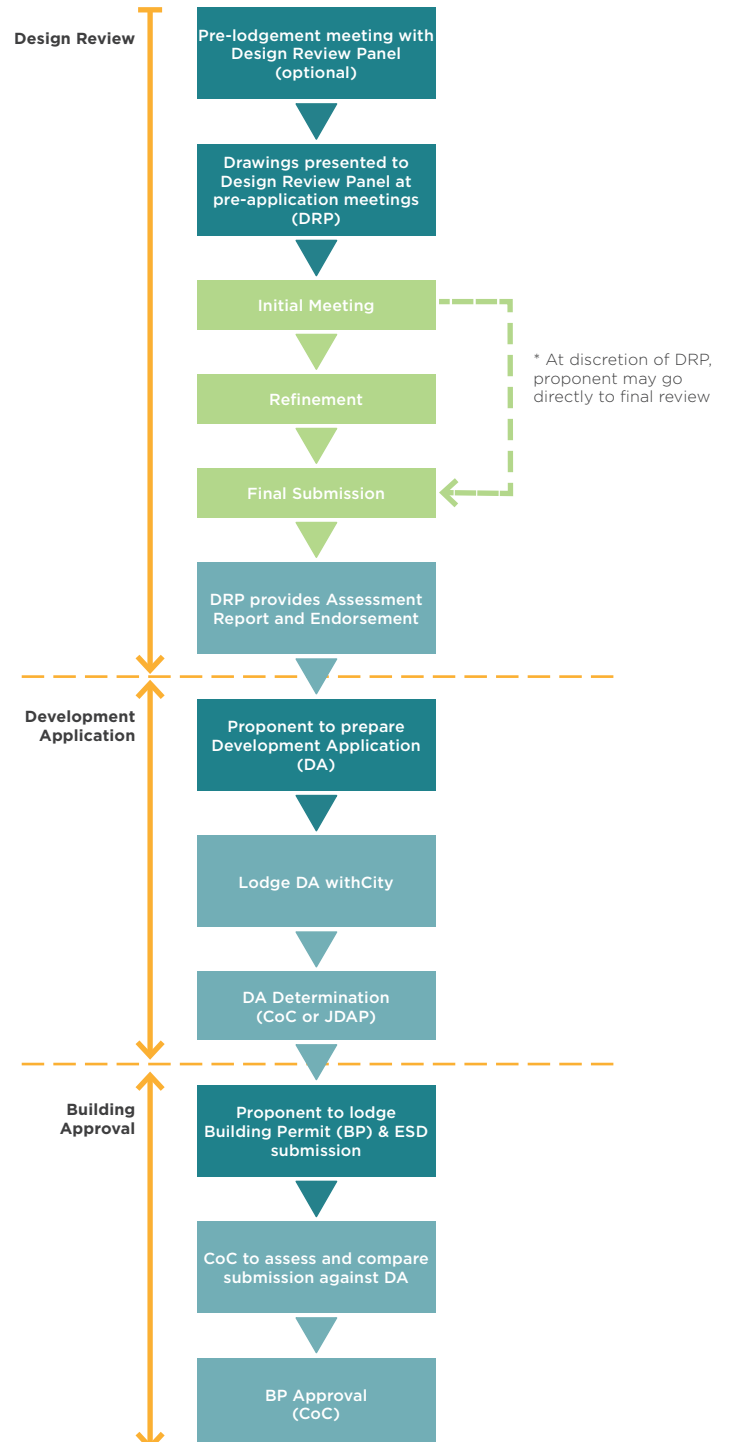 Design Review
Pre-lodgement meeting with
Design Review Panel
(optional)
Drawings presented to
Design Review Panel at
pre-application meetings
(DRP)
Initial Meeting
* At discretion of DRP,
proponent may go
directly to final review
Refinement
Final Submission
DRP provides Assessment
Report and Endorsement
Development
Application
Proponent to prepare
Development Application
(DA)
Lodge DA withCity
DA Determination
(CoC or JDAP)
Building
Approval
Proponent to lodge
Building Permit (BP) & ESD
submission
CoC to assess and compare
submission against DA
BP Approval
(CoC)